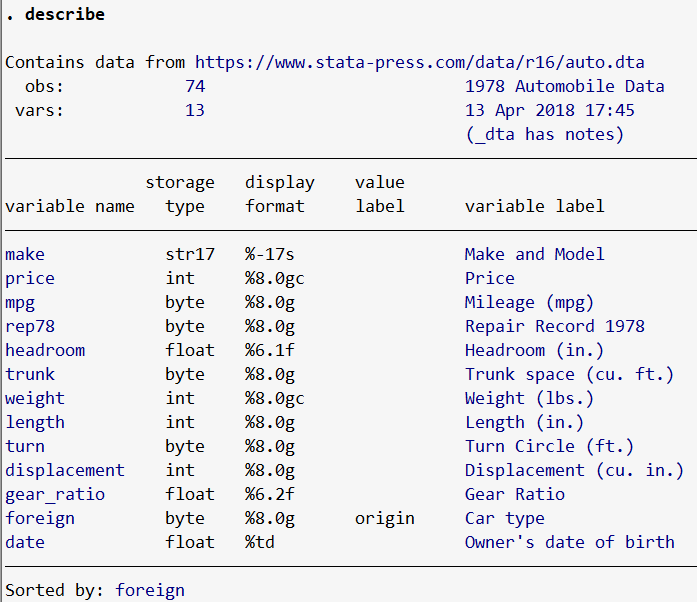 . describe
Contains data from https://www.stata-press.com/data/r16/auto.dta
obs: 74 1978 Automobile Data
vars: 13 13 Apr 2018 17:45
(_dta has notes)
storage display value
variable name type format label variable label
make str17 %-17s Make and Model
price int %8.0gc Price
mpg byte %8.0g Mileage (mpg)
rep78 byte %8.0g Repair Record 1978
headroom float %6.1f Headroom (in.)
trunk byte %8.0g Trunk space (cu. ft.)
weight int %8.0gc Weight (lbs.)
length int %8.0g Length (in.)
turn byte %8.0g Turn Circle (ft.)
displacement int %8.0g Displacement (cu. in.)
gear_ratio float %6.2f Gear Ratio
foreign byte %8.0g origin Car type
date float %td Owner's date of birth
Sorted by: foreign